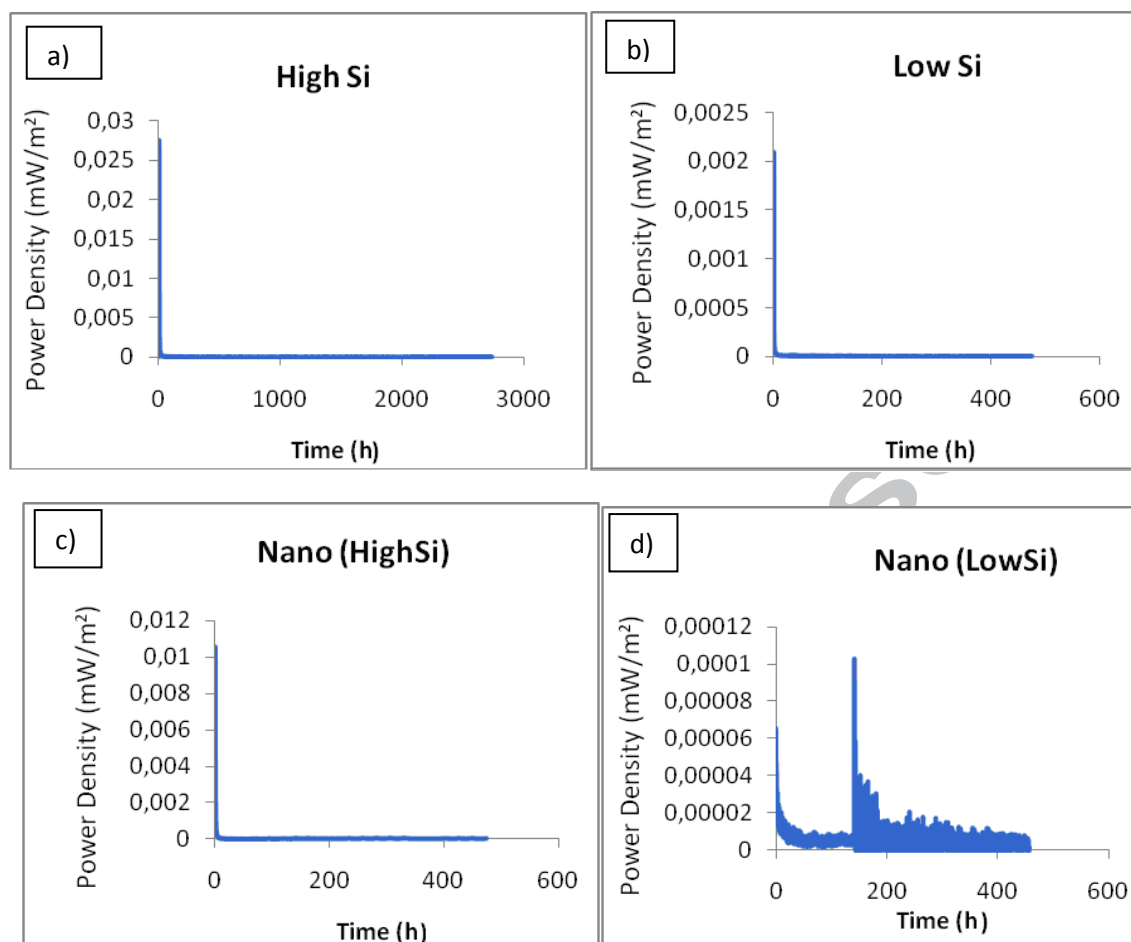 a)
High Si
Power Density (mW/m²)
0,03
0,025
0,02
0,015
0,01
0,005
0
0 1000 2000 3000
Time (h)
b)
Low Si
Power Density (mW/m²)
0,0025
0,002
0,0015
0,001
0,0005
0
0 200 400 600
Time (h)
c)
Nano (HighSi)
Power Density (mW/m²)
0,012
0,01
0,008
0,006
0,004
0,002
0
0 200 400 600
Time (h)
d)
Nano (LowSi)
Power Density (mW/m²)
0,00012
0,0001
0,00008
0,00006
0,00004
0,00002
0
0 200 400 600
Time (h)